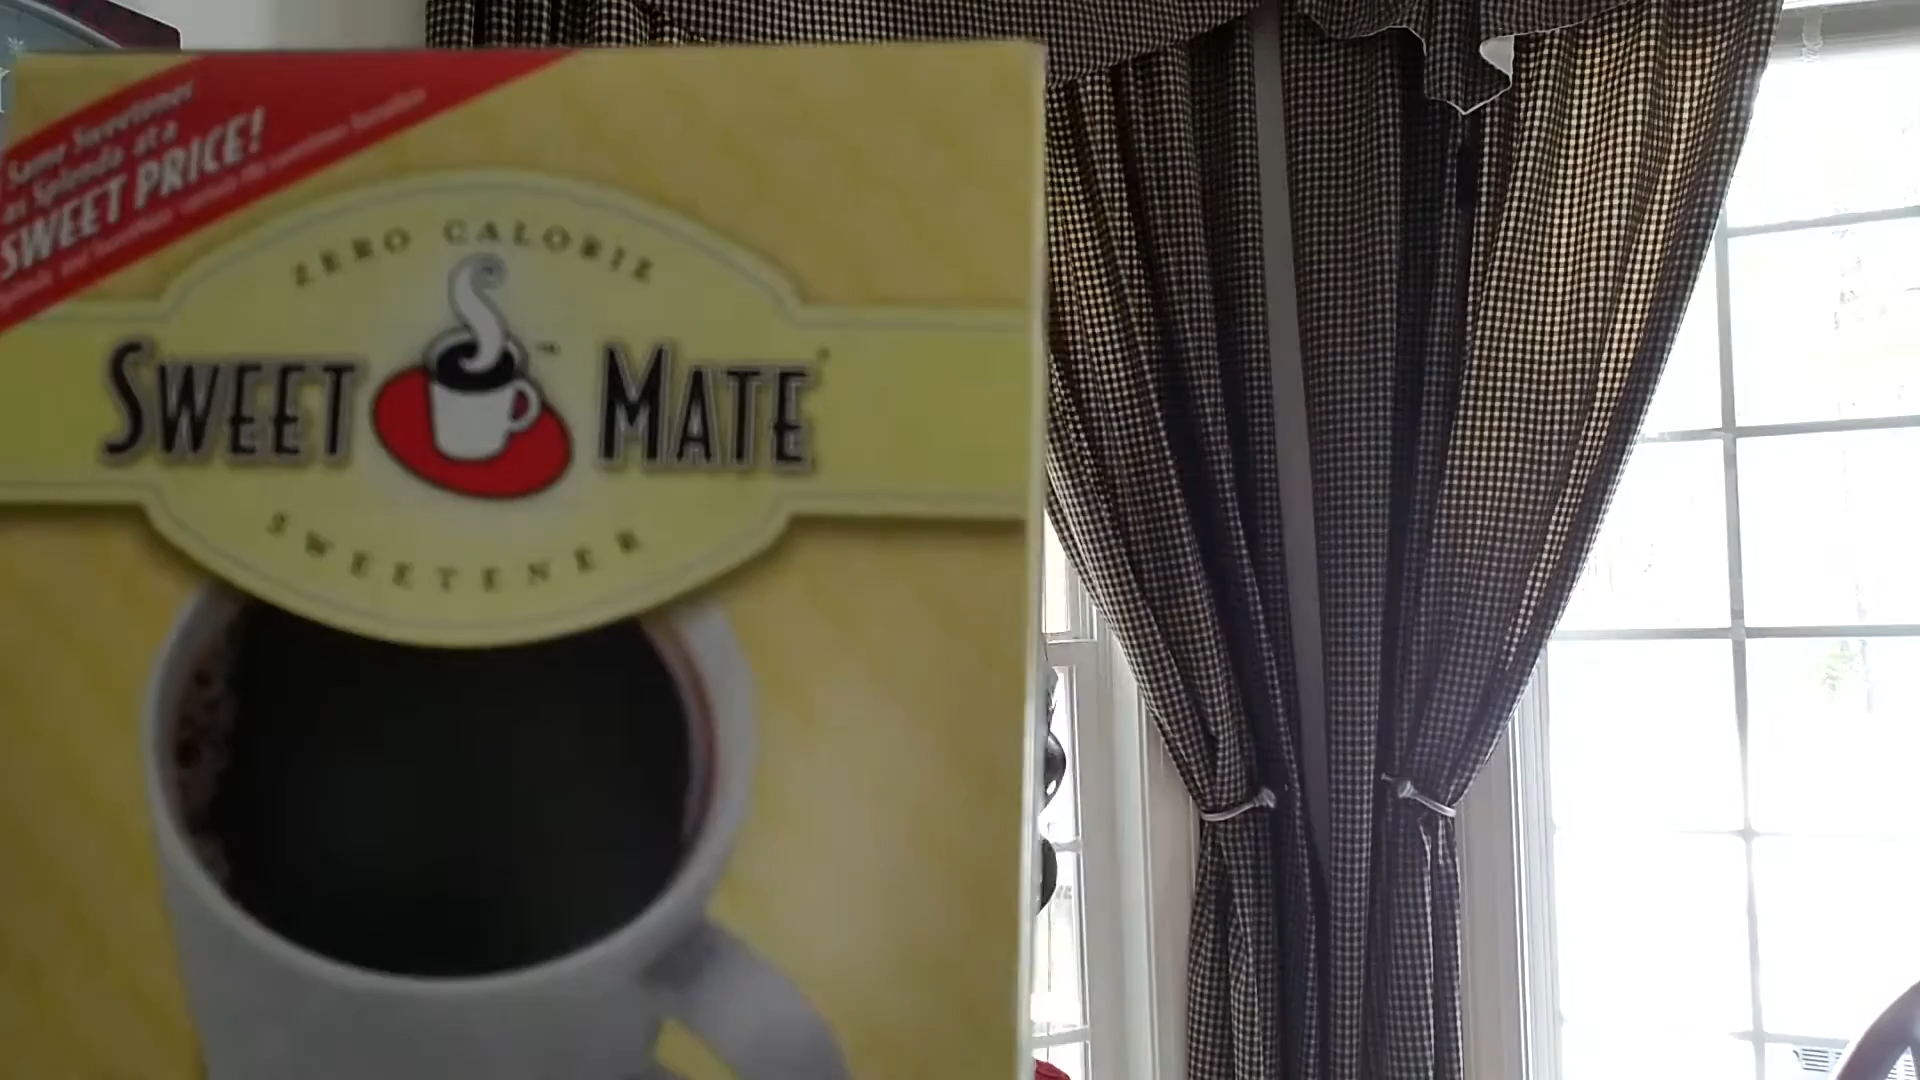 Same Sweetener
as Splenda at a
SWEET PRICE!
ZERO CALORIE
SWEET MATE
SWEETENER